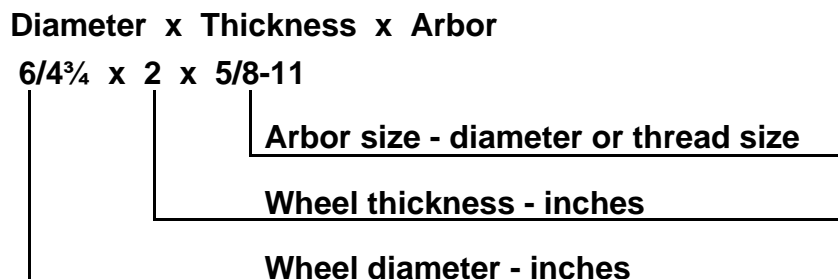 Diameter x Thickness x Arbor
6/4¾ x 2 x 5/8-11
Arbor size - diameter or thread size
Wheel thickness - inches
Wheel diameter - inches